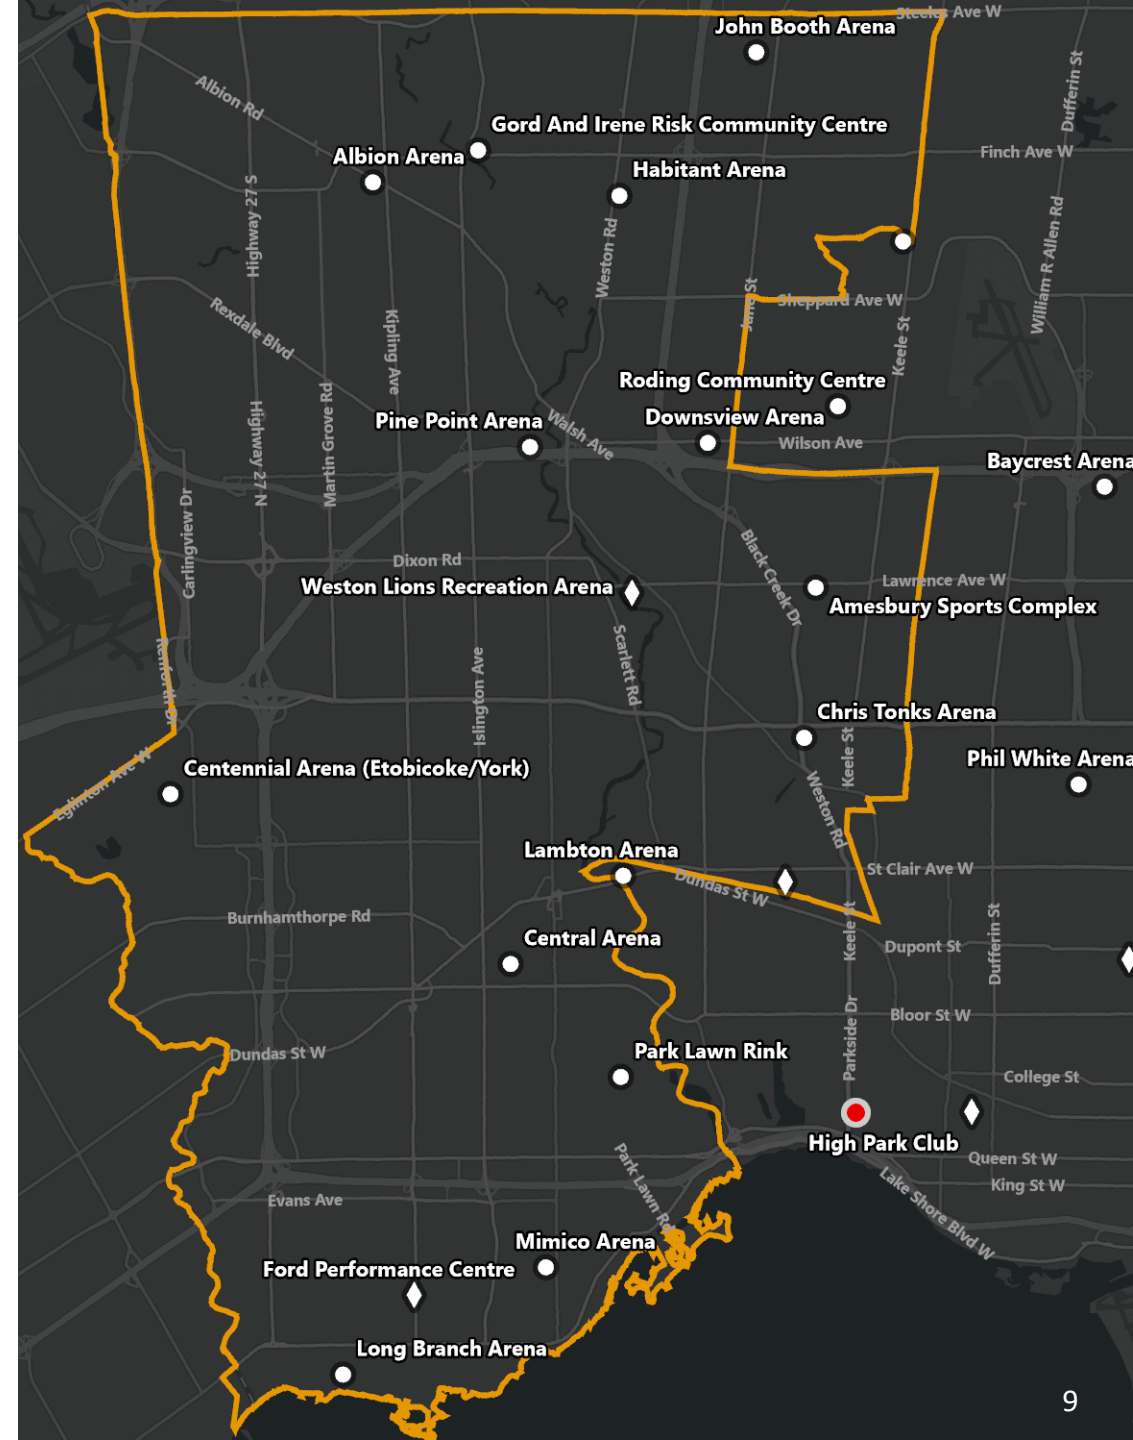 Steeles Ave W
John Booth Arena
Dufferin St
Albion Rd
Gord And Irene Risk Community Centre
Finch Ave W
Albion Arena
Habitant Arena
Highway 27 S
Weston Rd
William R Allen Rd
Jane St
Sheppard Ave W
Rexdale Blvd
Kipling Ave
Keele St
Roding Community Centre
Martin Grove Rd
Pine Point Arena
Walsh Ave
Downsview Arena
Wilson Ave
Highway 27 N
Baycrest Arena
Carlingview Dr
Dixon Rd
Black Creek Dr
Weston Lions Recreation Arena
Lawrence Ave W
Amesbury Sports Complex
Renforth Dr
Scarlett Rd
Islington Ave
Chris Tonks Arena
Keele St
Phil White Arena
Centennial Arena (Etobicoke/York)
Eglinton Ave W
Weston Rd
Lambton Arena
St Clair Ave W
Dundas St W
Burnhamthorpe Rd
Keele St
Dufferin St
Central Arena
Dupont St
Bloor St W
Parkside Dr
Dundas St W
Park Lawn Rink
College St
High Park Club
Queen St W
Park Lawn Rd
King St W
Evans Ave
Lake Shore Blvd W
Mimico Arena
Ford Performance Centre
Long Branch Arena
9